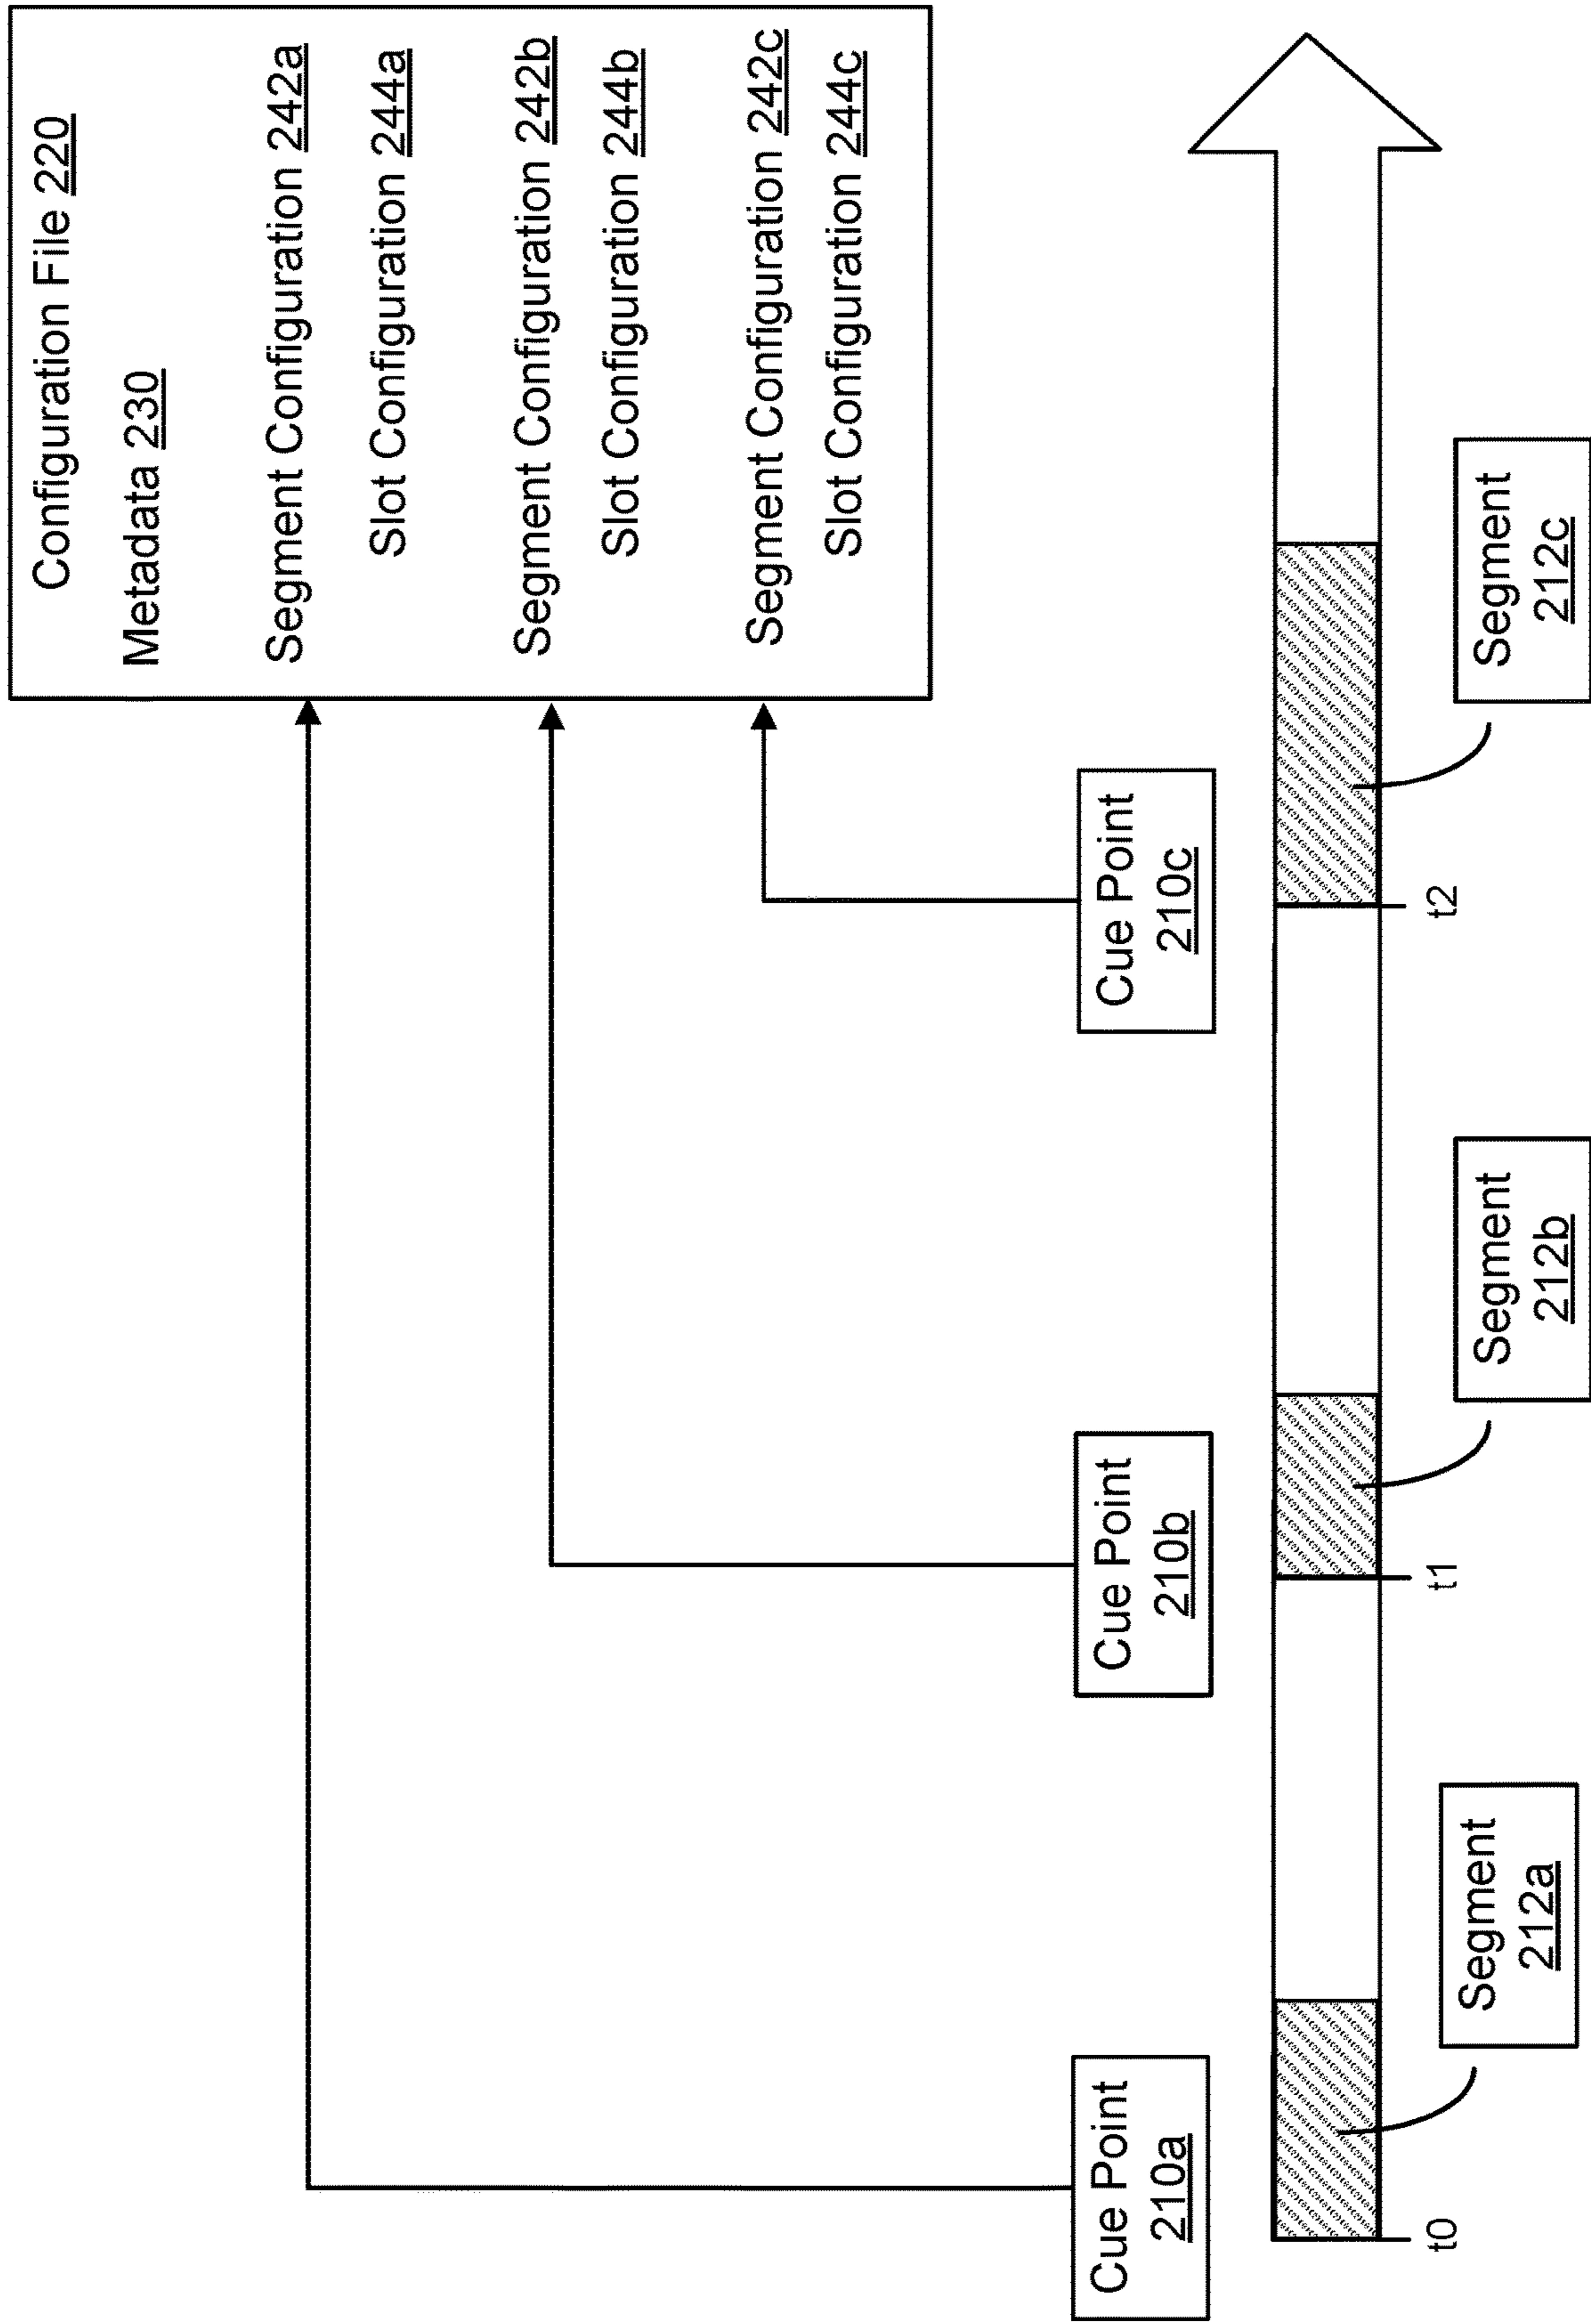 Configuration File 220
Metadata 230
Segment Configuration 242a
Slot Configuration 244a
Segment Configuration 242b
Slot Configuration 244b
Segment Configuration 242c
Slot Configuration 244c
Cue Point
210a
Cue Point
210b
Cue Point
210c
t0
t1
t2
Segment
212a
Segment
212b
Segment
212c